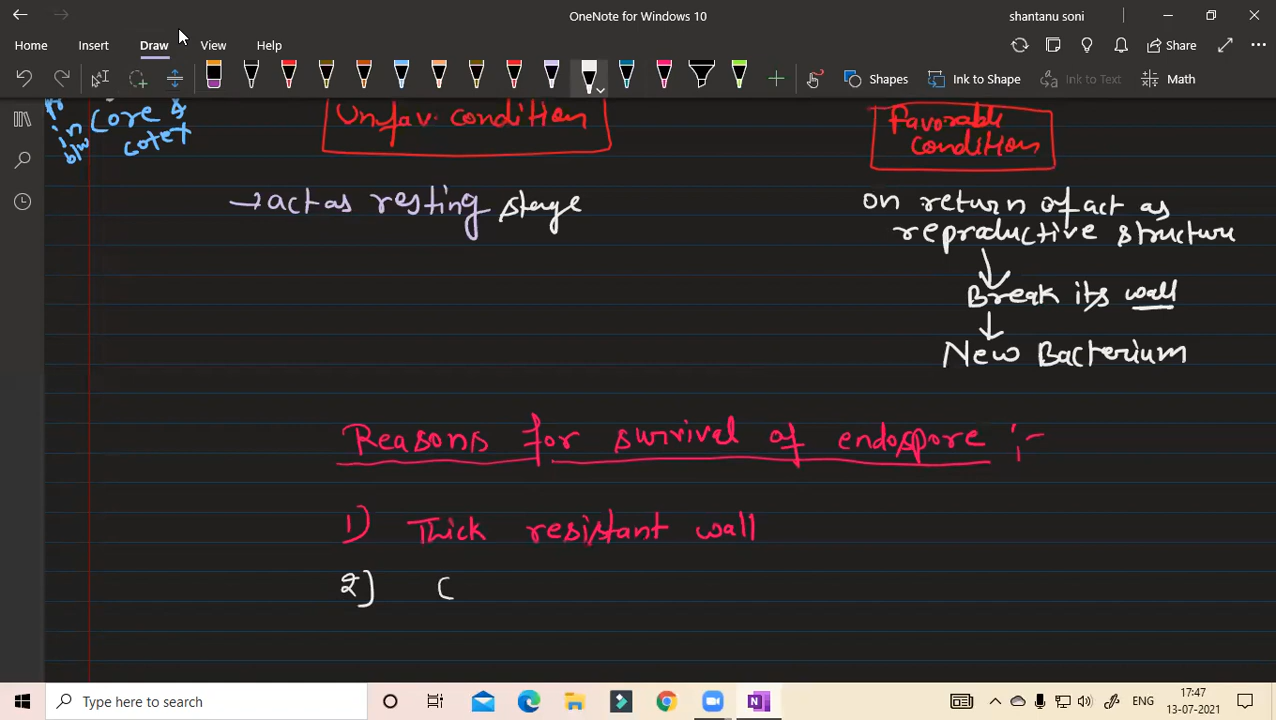 OneNote for Windows 10
shantanu soni
Home Insert Draw View Help
Share
Shapes
Ink to Shape
Ink to Text
Math
Core &
in
b/w
cotex
Unfav. condition
favorable
condition
→ act as resting stage
on return of act as
reproductive structure
Break its wall
New Bacterium
Reasons for survival of endospore :-
1) Thick resistant wall
2] C
Type here to search
ENG
17:47
13-07-2021